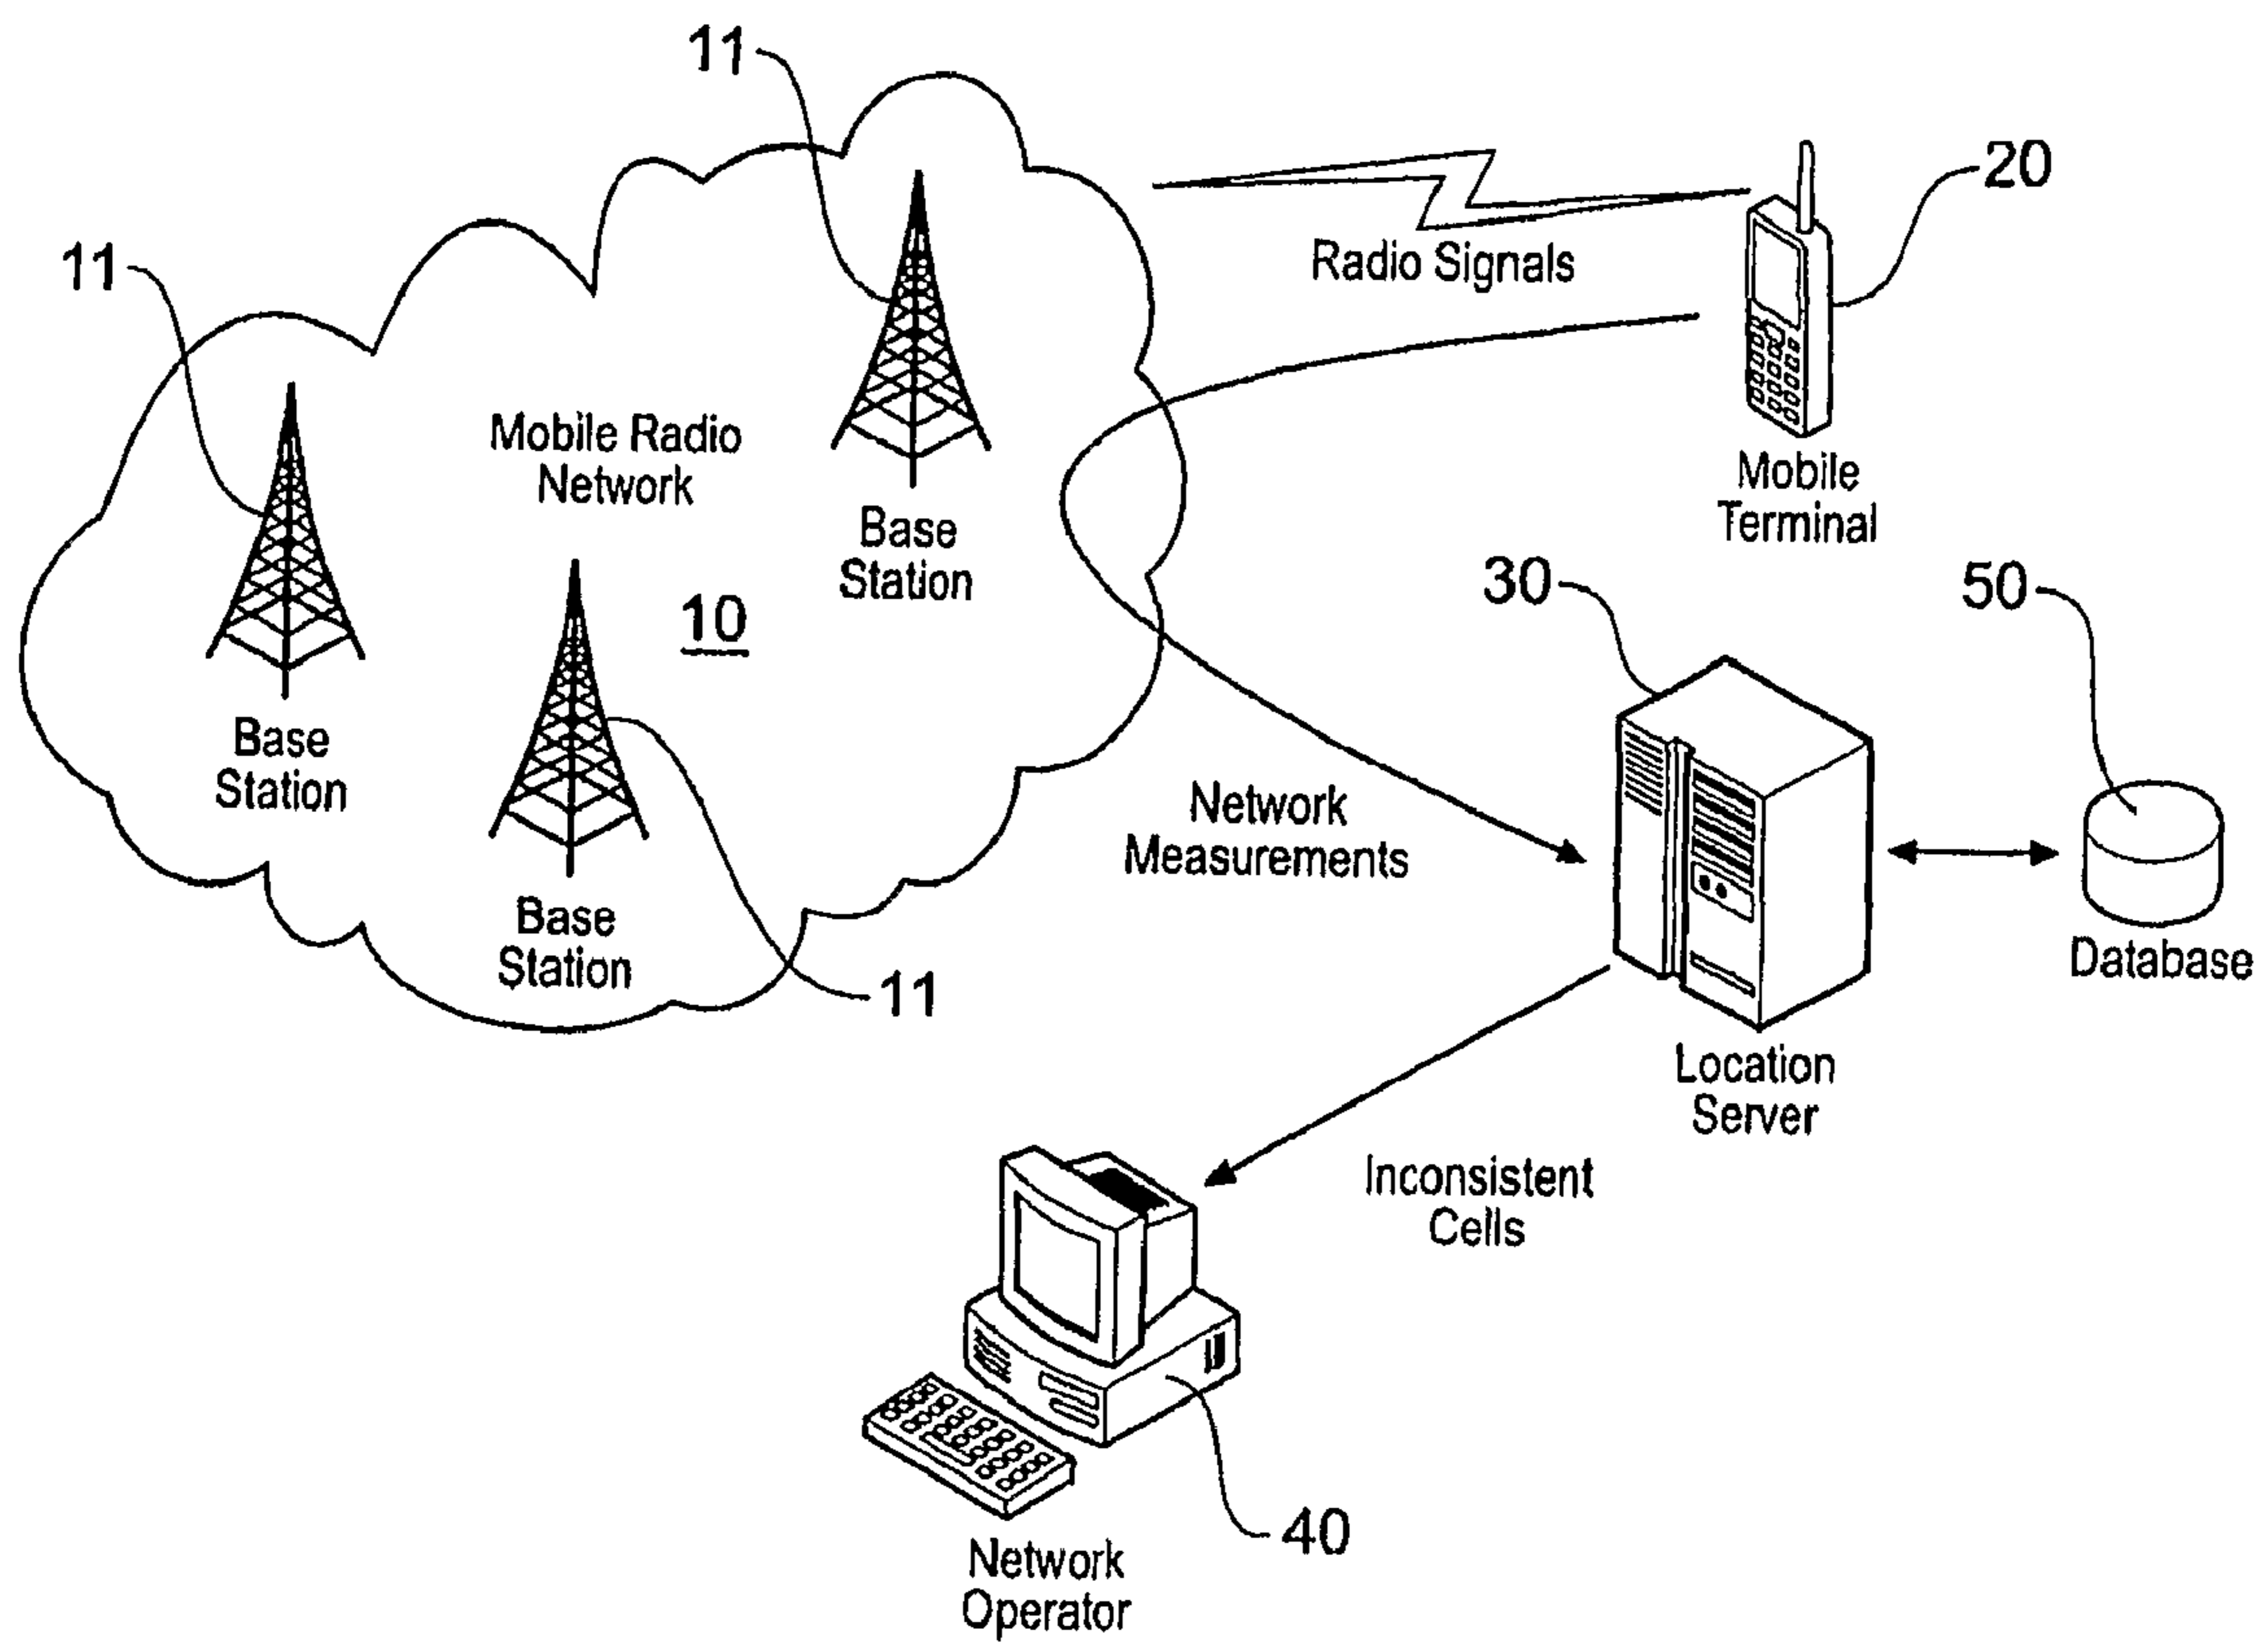 11
20
11
Radio Signals
Mobile Radio
Network
Mobile
Terminal
Base
Station
30
50
10
Base
Station
Network
Measurements
Base
Station
11
Database
Location
Server
Inconsistent
Cells
40
Network
Operator